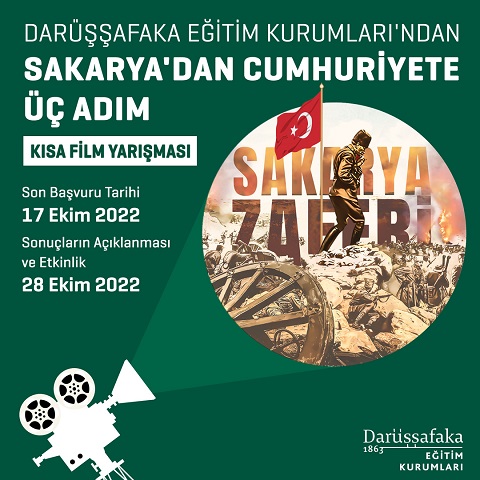 DARÜŞŞAFAKA EĞİTİM KURUMLARI'NDAN
SAKARYA'DAN CUMHURİYETE
ÜÇ ADIM
KISA FİLM YARIŞMASI
Son Başvuru Tarihi
17 Ekim 2022
Sonuçların Açıklanması
ve Etkinlik
28 Ekim 2022
SAKARYA
ZAFERİ
Darüşşafaka
1863 EĞİTİM
KURUMLARI